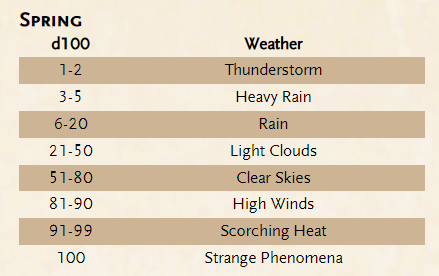 Spring
d100 Weather
1-2 Thunderstorm
3-5 Heavy Rain
6-20 Rain
21-50 Light Clouds
51-80 Clear Skies
81-90 High Winds
91-99 Scorching Heat
100 Strange Phenomena